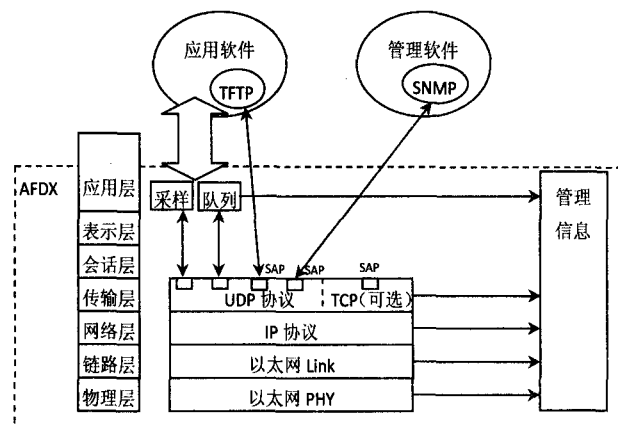 应用软件
TFTP
管理软件
SNMP
AFDX
应用层
表示层
会话层
传输层
网络层
链路层
物理层
采样
队列
管理
信息
SAP
SAP
SAP
UDP 协议
TCP(可选)
IP 协议
以太网 Link
以太网 PHY